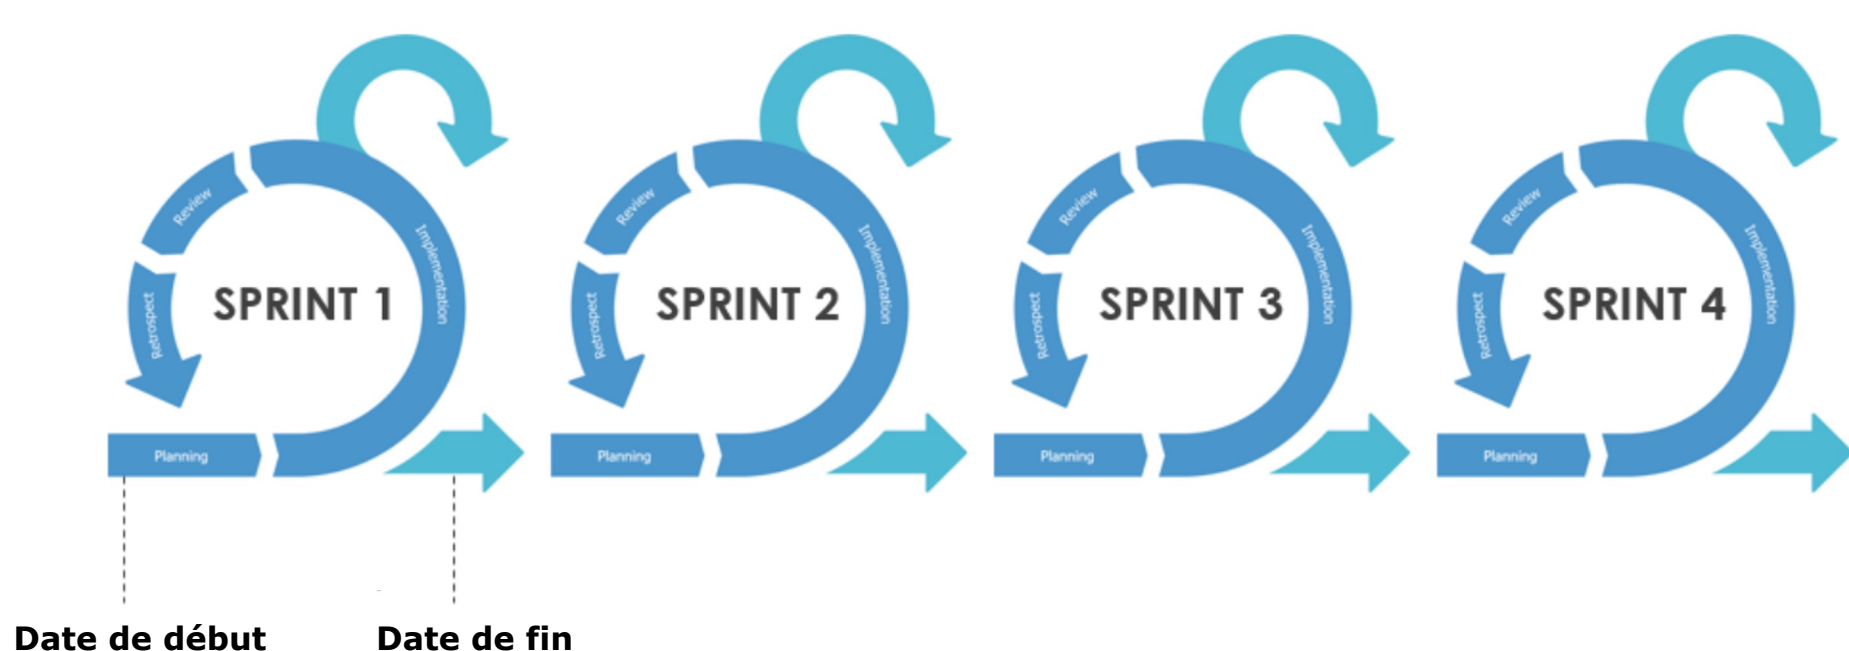 Review
Implementation
SPRINT 1
Retrospect
Planning
Review
Implementation
SPRINT 2
Retrospect
Planning
Review
Implementation
SPRINT 3
Retrospect
Planning
Review
Implementation
SPRINT 4
Retrospect
Planning
Date de début
Date de fin